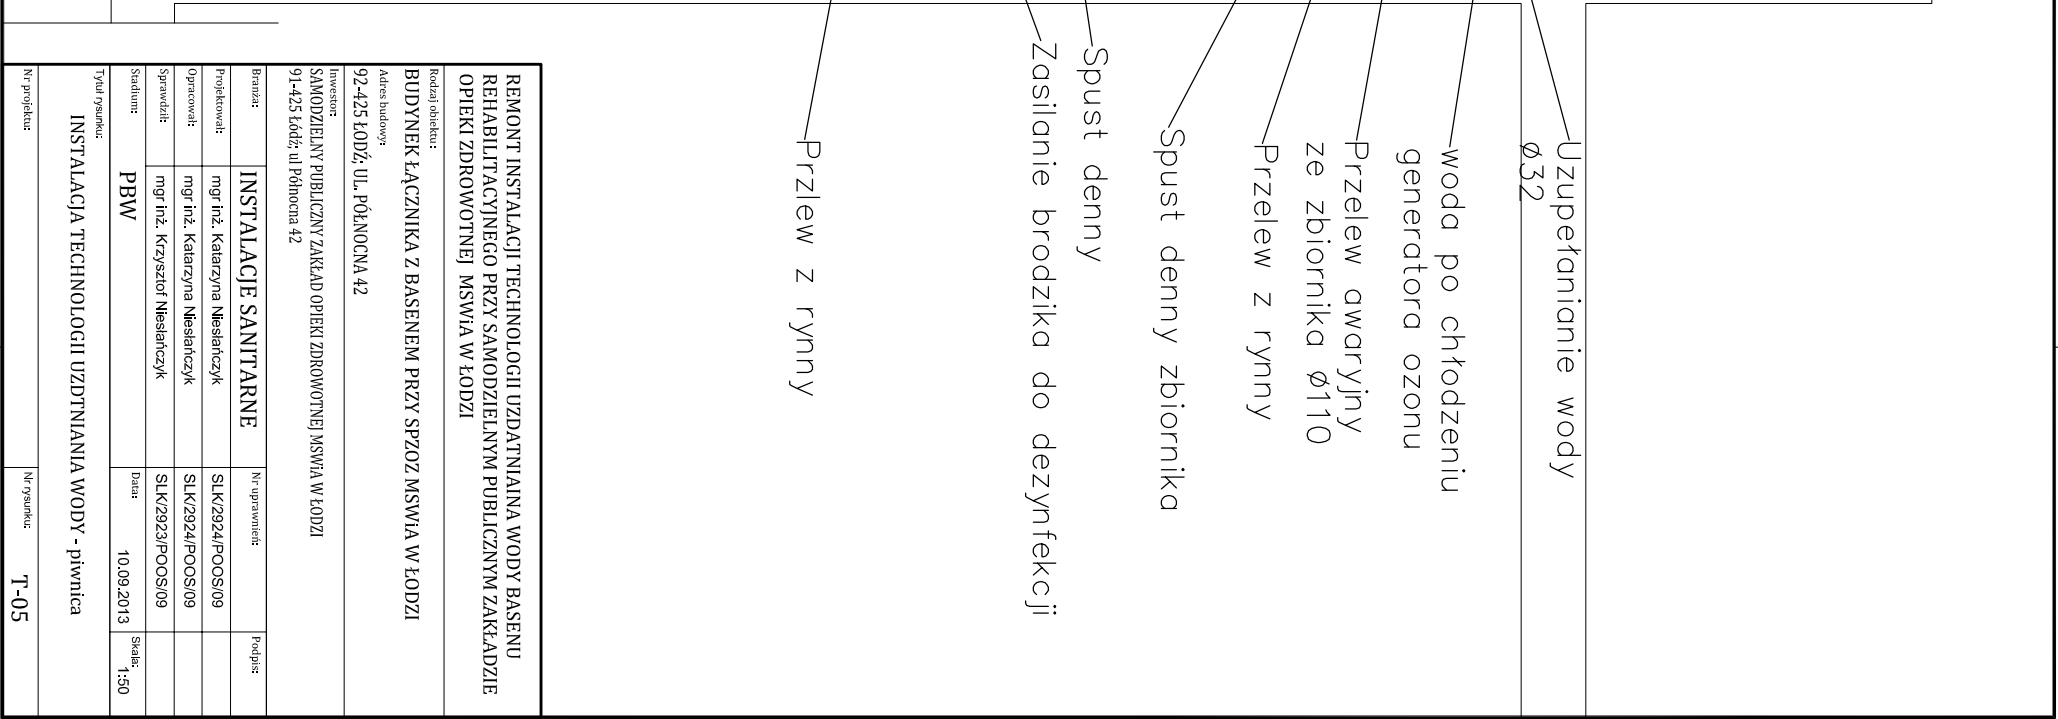 Uzupełanianie wody
ø32
woda po chłodzeniu
generatora ozonu
Przelew awaryjny
ze zbiornika ø110
Przelew z rynny
Spust denny zbiornika
Spust denny
Zasilanie brodzika do dezynfekcji
Przlew z rynny
REMONT INSTALACJI TECHNOLOGII UZDATNIAINA WODY BASENU
REHABILITACYJNEGO PRZY SAMODZIELNYM PUBLICZNYM ZAKŁADZIE
OPIEKI ZDROWOTNEJ MSWiA W ŁODZI
Rodzaj obiektu:
BUDYNEK ŁĄCZNIKA Z BASENEM PRZY SPZOZ MSWiA W ŁODZI
Adres budowy:
92-425 ŁODŹ; UL. PÓŁNOCNA 42
Inwestor:
SAMODZIELNY PUBLICZNY ZAKŁAD OPIEKI ZDROWOTNEJ MSWiA W ŁODZI
91-425 Łódź; ul Północna 42
Branża: INSTALACJE SANITARNE Nr uprawnień: Podpis:
Projektował: mgr inż. Katarzyna Niesłańczyk SLK/2924/POOS/09
Opracował: mgr inż. Katarzyna Niesłańczyk SLK/2924/POOS/09
Sprawdził: mgr inż. Krzysztof Niesłańczyk SLK/2923/POOS/09
Stadium: PBW Data: 10.09.2013 Skala: 1:50
Tytuł rysunku:
INSTALACJA TECHNOLOGII UZDTNIANIA WODY - piwnica
Nr projektu: Nr rysunku: T-05